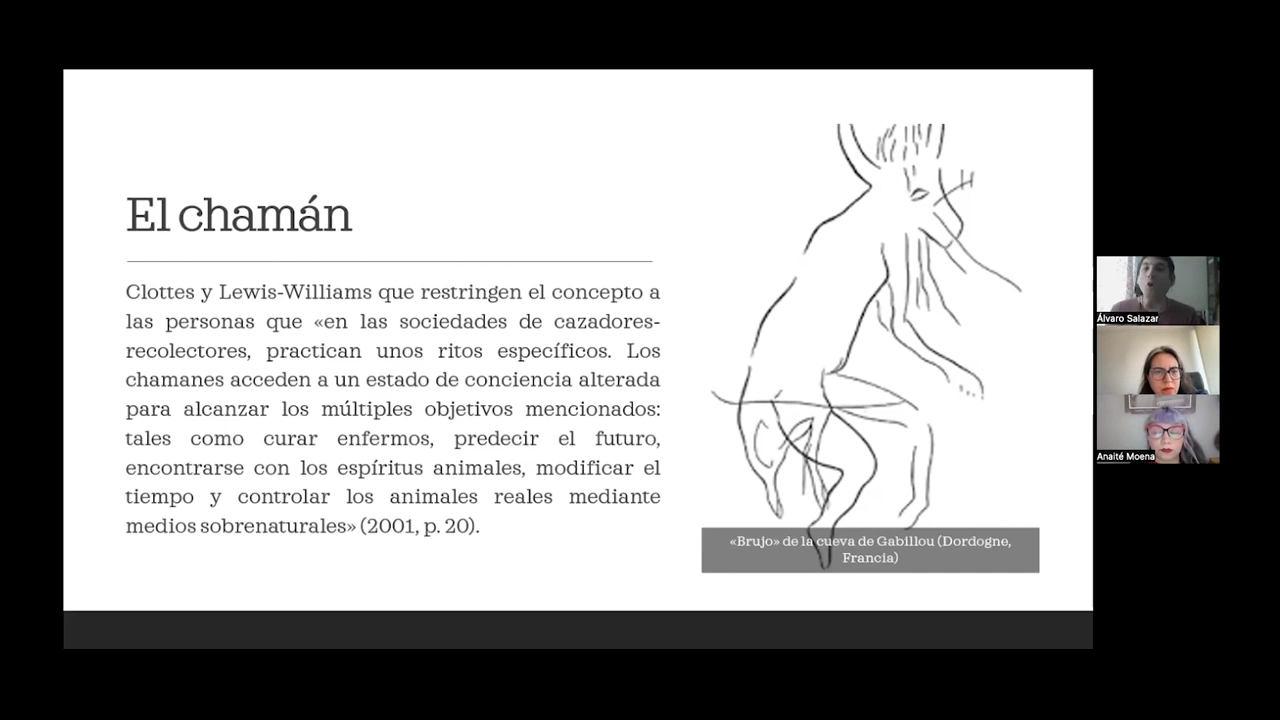 El chamán
Clottes y Lewis-Williams que restringen el concepto a
las personas que «en las sociedades de cazadores-
recolectores, practican unos ritos específicos. Los
chamanes acceden a un estado de conciencia alterada
para alcanzar los múltiples objetivos mencionados:
tales como curar enfermos, predecir el futuro,
encontrarse con los espíritus animales, modificar el
tiempo y controlar los animales reales mediante
medios sobrenaturales» (2001, p. 20).
«Brujo» de la cueva de Gabillou (Dordogne,
Francia)
Álvaro Salazar
Anaité Moena